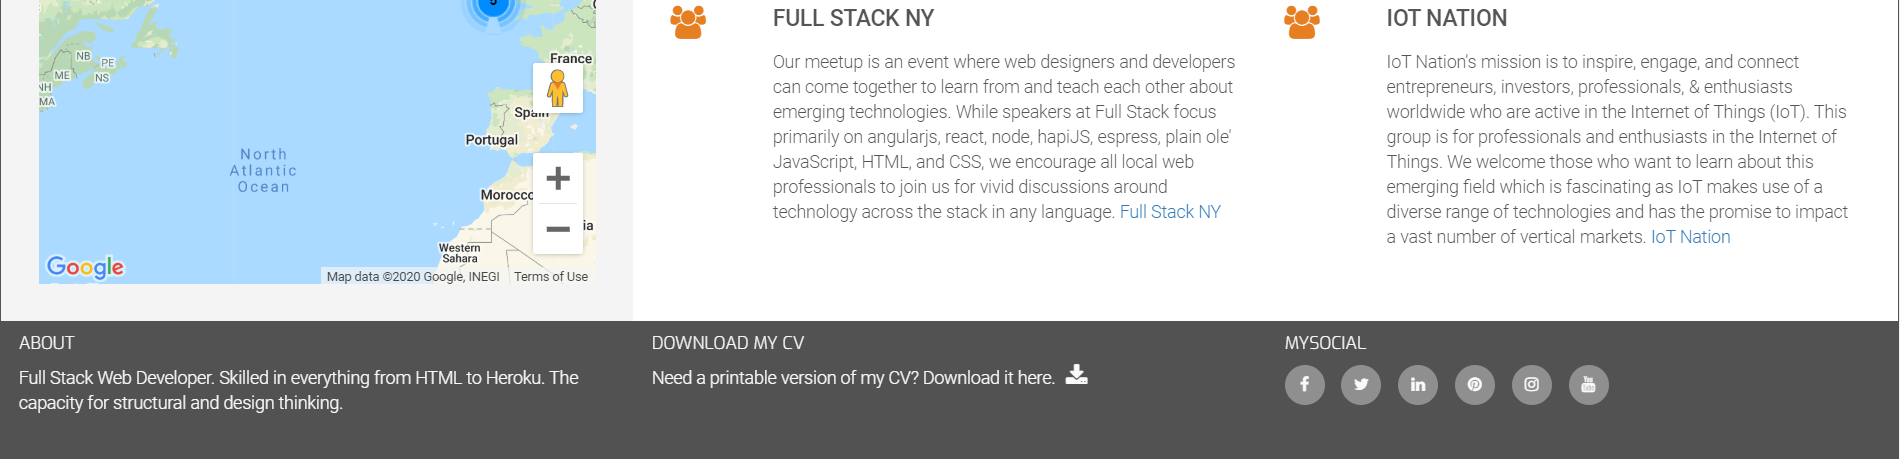 5
NB
PE
ME
NS
NH
MA
France
Spain
Portugal
North
Atlantic
Ocean
Morocco
ia
Western
Sahara
Google
Map data ©2020 Google, INEGI Terms of Use
FULL STACK NY
Our meetup is an event where web designers and developers
can come together to learn from and teach each other about
emerging technologies. While speakers at Full Stack focus
primarily on angularjs, react, node, hapiJS, espress, plain ole'
JavaScript, HTML, and CSS, we encourage all local web
professionals to join us for vivid discussions around
technology across the stack in any language. Full Stack NY
IOT NATION
IoT Nation's mission is to inspire, engage, and connect
entrepreneurs, investors, professionals, & enthusiasts
worldwide who are active in the Internet of Things (IoT). This
group is for professionals and enthusiasts in the Internet of
Things. We welcome those who want to learn about this
emerging field which is fascinating as IoT makes use of a
diverse range of technologies and has the promise to impact
a vast number of vertical markets. IoT Nation
ABOUT
Full Stack Web Developer. Skilled in everything from HTML to Heroku. The
capacity for structural and design thinking.
DOWNLOAD MY CV
Need a printable version of my CV? Download it here.
MYSOCIAL
You
Tube